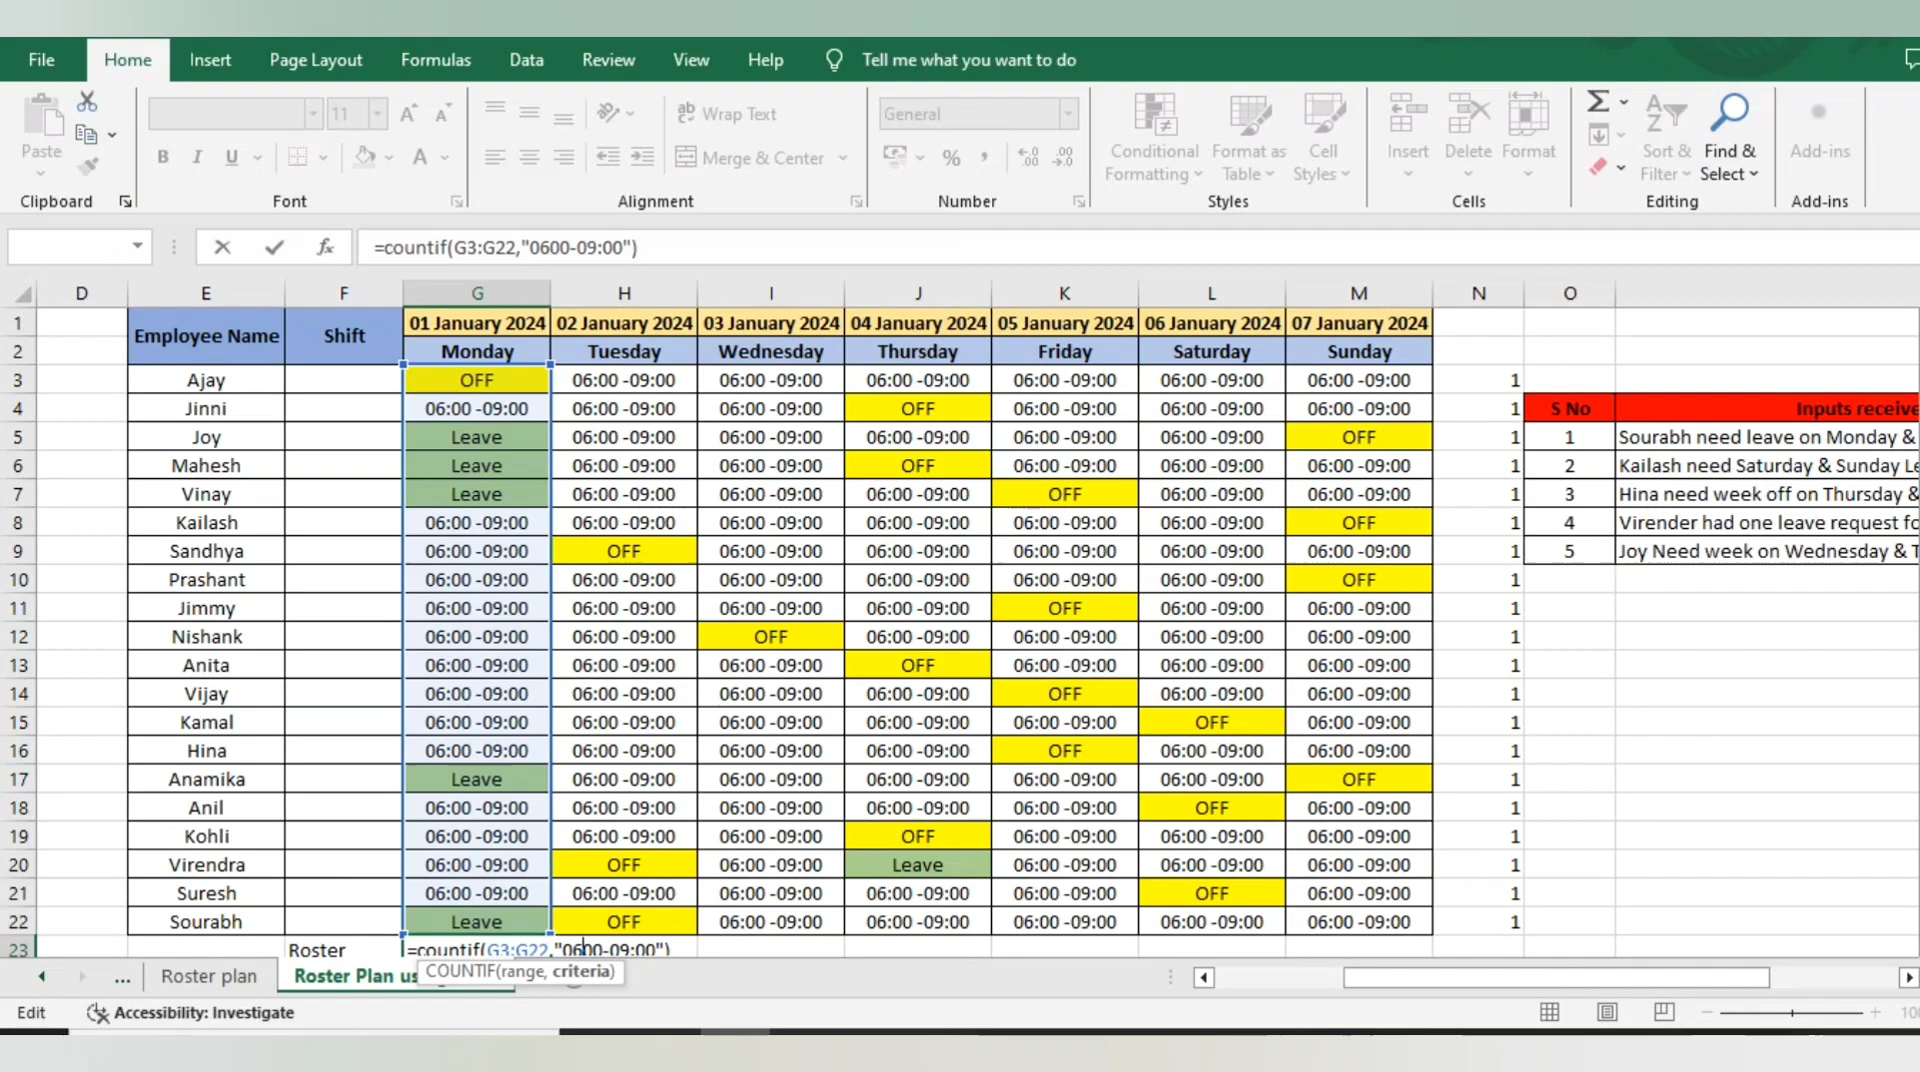 File Home Insert Page Layout Formulas Data Review View Help Tell me what you want to do
11 ab Wrap Text General
Paste B I U A Merge & Center % , Conditional Formatting Format as Table Cell Styles Insert Delete Format Sort & Filter Find & Select Add-ins
Clipboard Font Alignment Number Styles Cells Editing Add-ins
fx =countif(G3:G22,"0600-09:00")
D E F G H I J K L M N O
1 Employee Name Shift 01 January 2024 02 January 2024 03 January 2024 04 January 2024 05 January 2024 06 January 2024 07 January 2024
2 Monday Tuesday Wednesday Thursday Friday Saturday Sunday
3 Ajay OFF 06:00 -09:00 06:00 -09:00 06:00 -09:00 06:00 -09:00 06:00 -09:00 06:00 -09:00 1
4 Jinni 06:00 -09:00 06:00 -09:00 06:00 -09:00 OFF 06:00 -09:00 06:00 -09:00 06:00 -09:00 1 S No Inputs receive
5 Joy Leave 06:00 -09:00 06:00 -09:00 06:00 -09:00 06:00 -09:00 06:00 -09:00 OFF 1 1 Sourabh need leave on Monday &
6 Mahesh Leave 06:00 -09:00 06:00 -09:00 OFF 06:00 -09:00 06:00 -09:00 06:00 -09:00 1 2 Kailash need Saturday & Sunday Le
7 Vinay Leave 06:00 -09:00 06:00 -09:00 06:00 -09:00 OFF 06:00 -09:00 06:00 -09:00 1 3 Hina need week off on Thursday &
8 Kailash 06:00 -09:00 06:00 -09:00 06:00 -09:00 06:00 -09:00 06:00 -09:00 06:00 -09:00 OFF 1 4 Virender had one leave request fo
9 Sandhya 06:00 -09:00 OFF 06:00 -09:00 06:00 -09:00 06:00 -09:00 06:00 -09:00 06:00 -09:00 1 5 Joy Need week on Wednesday & T
10 Prashant 06:00 -09:00 06:00 -09:00 06:00 -09:00 06:00 -09:00 06:00 -09:00 06:00 -09:00 OFF 1
11 Jimmy 06:00 -09:00 06:00 -09:00 06:00 -09:00 06:00 -09:00 OFF 06:00 -09:00 06:00 -09:00 1
12 Nishank 06:00 -09:00 06:00 -09:00 OFF 06:00 -09:00 06:00 -09:00 06:00 -09:00 06:00 -09:00 1
13 Anita 06:00 -09:00 06:00 -09:00 06:00 -09:00 OFF 06:00 -09:00 06:00 -09:00 06:00 -09:00 1
14 Vijay 06:00 -09:00 06:00 -09:00 06:00 -09:00 06:00 -09:00 OFF 06:00 -09:00 06:00 -09:00 1
15 Kamal 06:00 -09:00 06:00 -09:00 06:00 -09:00 06:00 -09:00 06:00 -09:00 OFF 06:00 -09:00 1
16 Hina 06:00 -09:00 06:00 -09:00 06:00 -09:00 06:00 -09:00 OFF 06:00 -09:00 06:00 -09:00 1
17 Anamika Leave 06:00 -09:00 06:00 -09:00 06:00 -09:00 06:00 -09:00 06:00 -09:00 OFF 1
18 Anil 06:00 -09:00 06:00 -09:00 06:00 -09:00 06:00 -09:00 06:00 -09:00 OFF 06:00 -09:00 1
19 Kohli 06:00 -09:00 06:00 -09:00 06:00 -09:00 OFF 06:00 -09:00 06:00 -09:00 06:00 -09:00 1
20 Virendra 06:00 -09:00 OFF 06:00 -09:00 Leave 06:00 -09:00 06:00 -09:00 06:00 -09:00 1
21 Suresh 06:00 -09:00 06:00 -09:00 06:00 -09:00 06:00 -09:00 06:00 -09:00 OFF 06:00 -09:00 1
22 Sourabh Leave OFF 06:00 -09:00 06:00 -09:00 06:00 -09:00 06:00 -09:00 06:00 -09:00 1
23 Roster =countif(G3:G22,"0600-09:00")
COUNTIF(range, criteria)
... Roster plan Roster Plan us
Edit Accessibility: Investigate 100